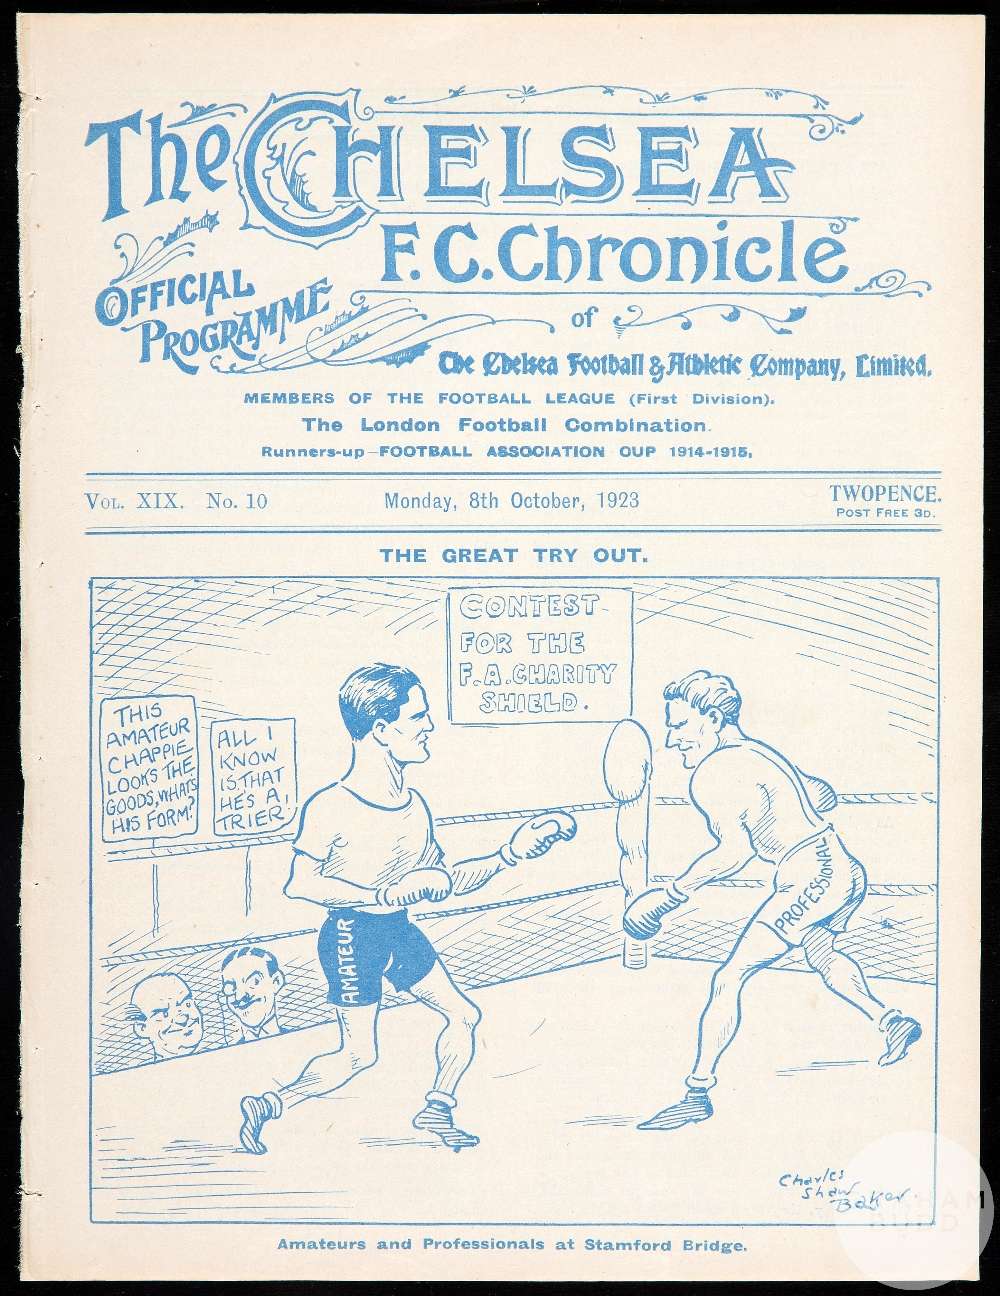 The CHELSEA
F.C. Chronicle
OFFICIAL
PROGRAMME
of
The Chelsea Football & Athletic Company, Limited.
MEMBERS OF THE FOOTBALL LEAGUE (First Division).
The London Football Combination.
Runners-up—FOOTBALL ASSOCIATION CUP 1914-1915.
VOL. XIX. No. 10
Monday, 8th October, 1923
TWOPENCE.
POST FREE 3D.
THE GREAT TRY OUT.
CONTEST
FOR THE
F.A. CHARITY
SHIELD.
THIS
AMATEUR
CHAPPIE
LOOKS THE
GOODS, WHAT'S
HIS FORM?
ALL I
KNOW
IS THAT
HE'S A
TRIER!
AMATEUR
PROFESSIONAL
Charles
Shaw
Baker.
Amateurs and Professionals at Stamford Bridge.